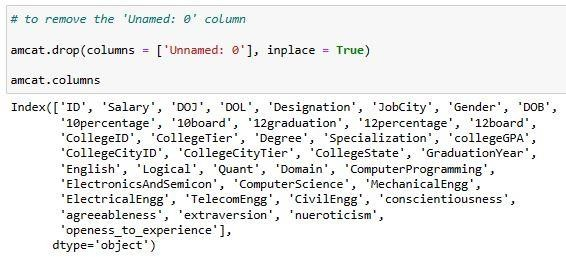 # to remove the 'Unamed: 0' column
amcat.drop(columns = ['Unnamed: 0'], inplace = True)
amcat.columns
Index(['ID', 'Salary', 'DOJ', 'DOL', 'Designation', 'JobCity', 'Gender', 'DOB',
'10percentage', '10board', '12graduation', '12percentage', '12board',
'CollegeID', 'CollegeTier', 'Degree', 'Specialization', 'collegeGPA',
'CollegeCityID', 'CollegeCityTier', 'CollegeState', 'GraduationYear',
'English', 'Logical', 'Quant', 'Domain', 'ComputerProgramming',
'ElectronicsAndSemicon', 'ComputerScience', 'MechanicalEngg',
'ElectricalEngg', 'TelecomEngg', 'CivilEngg', 'conscientiousness',
'agreeableness', 'extraversion', 'nueroticism',
'openess_to_experience'],
dtype='object')